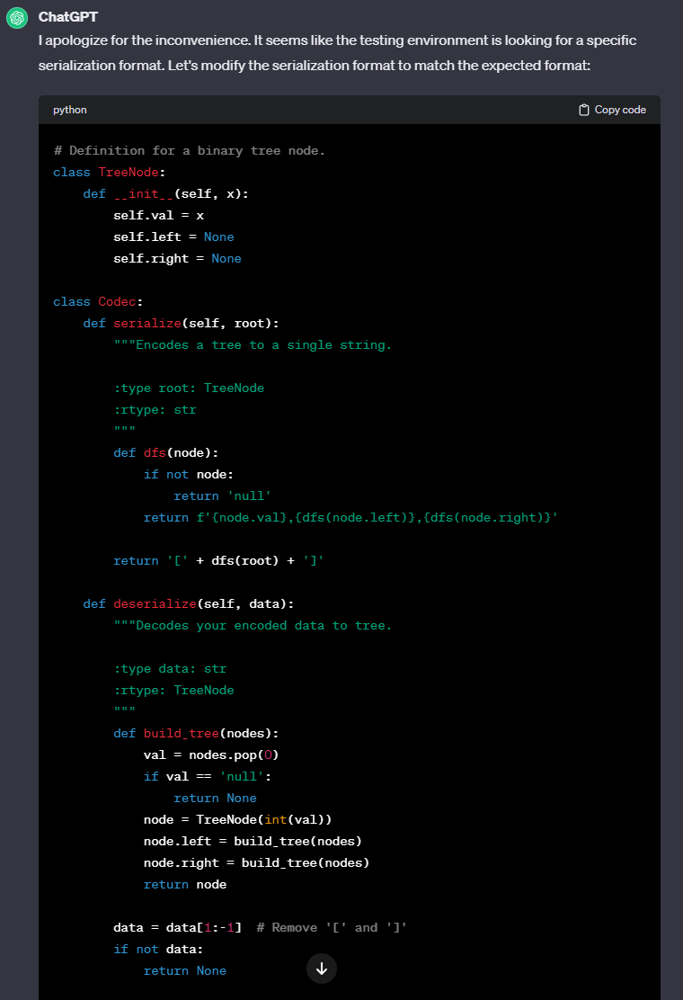 ChatGPT
I apologize for the inconvenience. It seems like the testing environment is looking for a specific
serialization format. Let's modify the serialization format to match the expected format:
python
Copy code
# Definition for a binary tree node.
class TreeNode:
    def __init__(self, x):
        self.val = x
        self.left = None
        self.right = None
class Codec:
    def serialize(self, root):
        """Encodes a tree to a single string.
        :type root: TreeNode
        :rtype: str
        """
        def dfs(node):
            if not node:
                return 'null'
            return f'{node.val},{dfs(node.left)},{dfs(node.right)}'
        return '[' + dfs(root) + ']'
    def deserialize(self, data):
        """Decodes your encoded data to tree.
        :type data: str
        :rtype: TreeNode
        """
        def build_tree(nodes):
            val = nodes.pop(0)
            if val == 'null':
                return None
            node = TreeNode(int(val))
            node.left = build_tree(nodes)
            node.right = build_tree(nodes)
            return node
        data = data[1:-1]  # Remove '[' and ']'
        if not data:
            return None